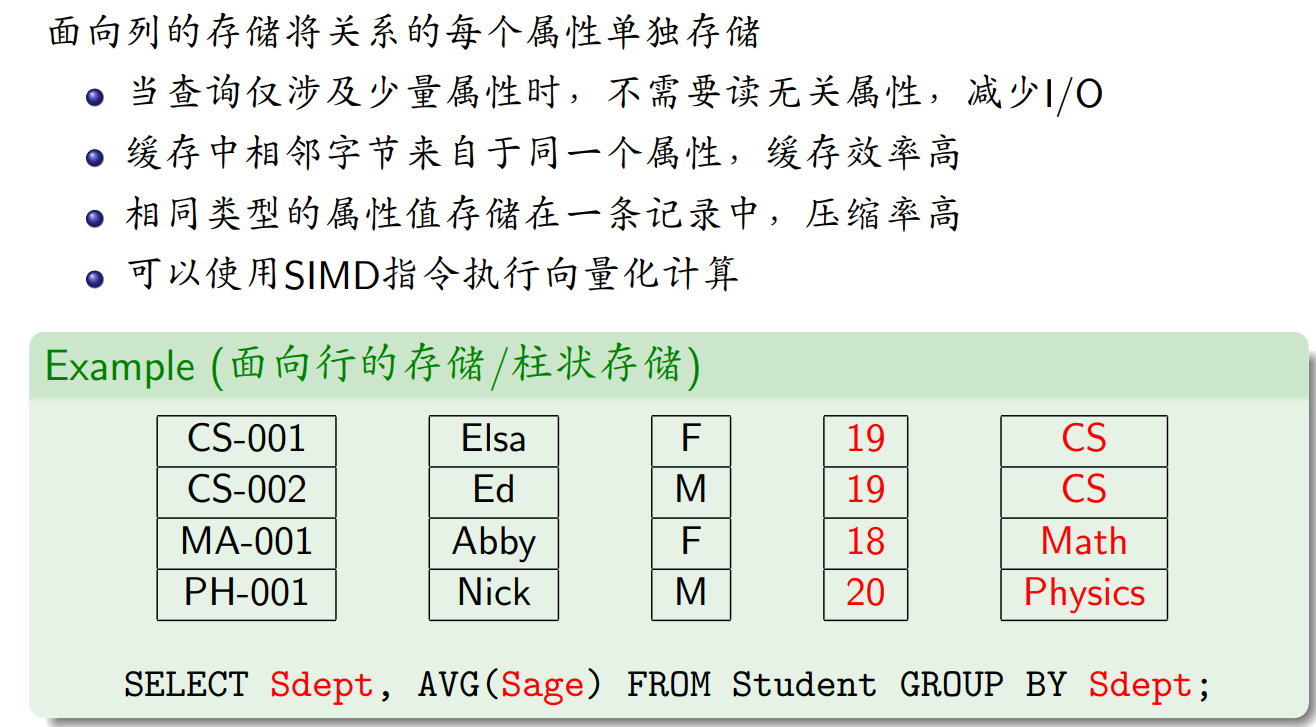 面向列的存储将关系的每个属性单独存储
当查询仅涉及少量属性时，不需要读无关属性，减少I/O
缓存中相邻字节来自于同一个属性，缓存效率高
相同类型的属性值存储在一条记录中，压缩率高
可以使用SIMD指令执行向量化计算
Example (面向行的存储/柱状存储)
CS-001 Elsa F 19 CS
CS-002 Ed M 19 CS
MA-001 Abby F 18 Math
PH-001 Nick M 20 Physics
SELECT Sdept, AVG(Sage) FROM Student GROUP BY Sdept;